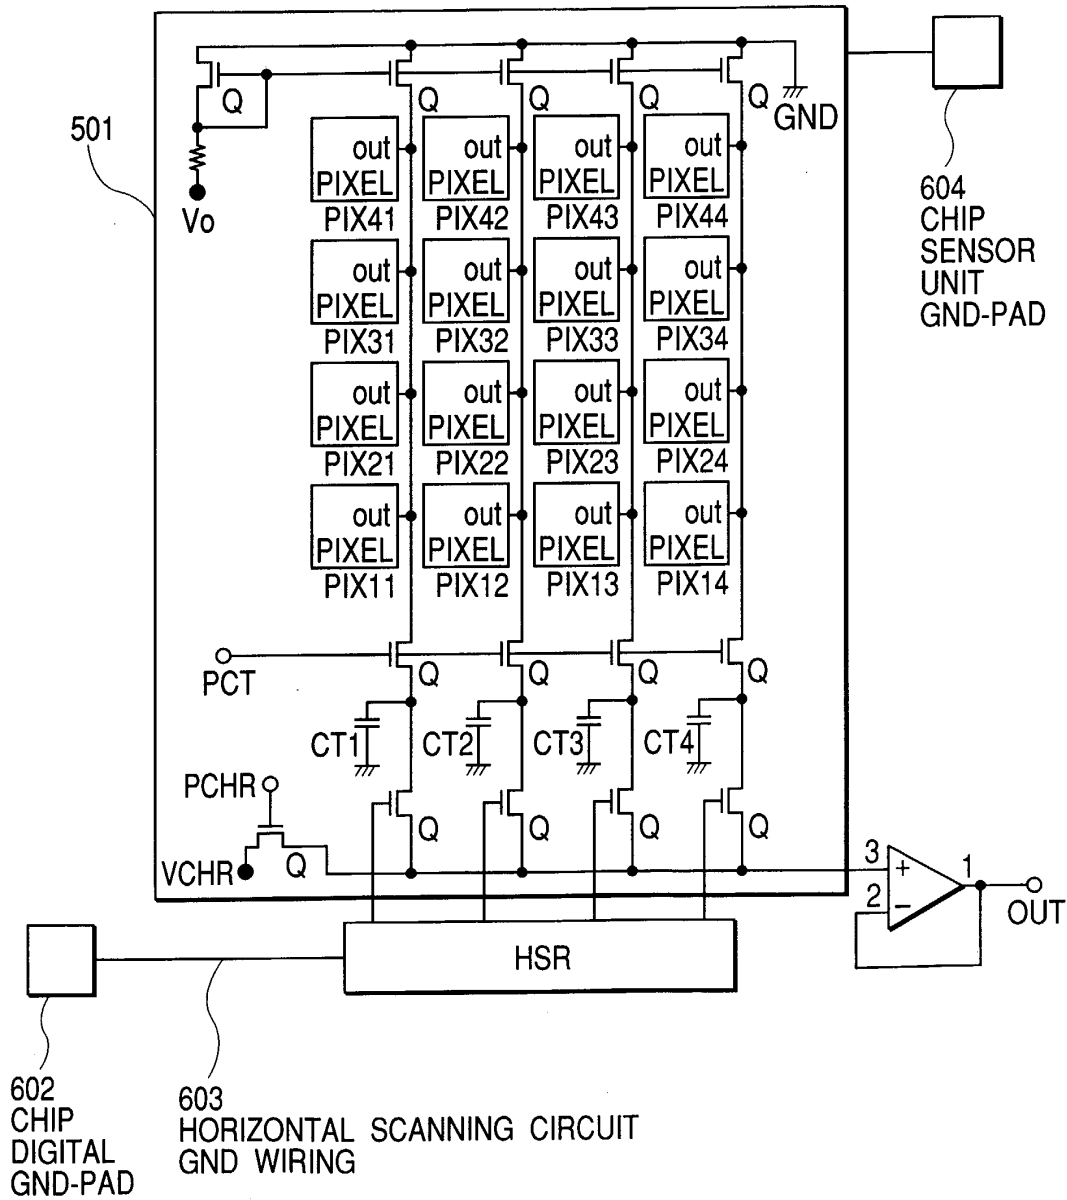 Q Q Q Q Q
GND
501
Vo
out out out out
PIXEL PIXEL PIXEL PIXEL
PIX41 PIX42 PIX43 PIX44
604
CHIP
SENSOR
UNIT
GND-PAD
out out out out
PIXEL PIXEL PIXEL PIXEL
PIX31 PIX32 PIX33 PIX34
out out out out
PIXEL PIXEL PIXEL PIXEL
PIX21 PIX22 PIX23 PIX24
out out out out
PIXEL PIXEL PIXEL PIXEL
PIX11 PIX12 PIX13 PIX14
PCT
Q Q Q Q
CT1 CT2 CT3 CT4
PCHR
Q Q Q Q
VCHR Q
3 +
2 −
1
OUT
HSR
602
CHIP
DIGITAL
GND-PAD
603
HORIZONTAL SCANNING CIRCUIT
GND WIRING